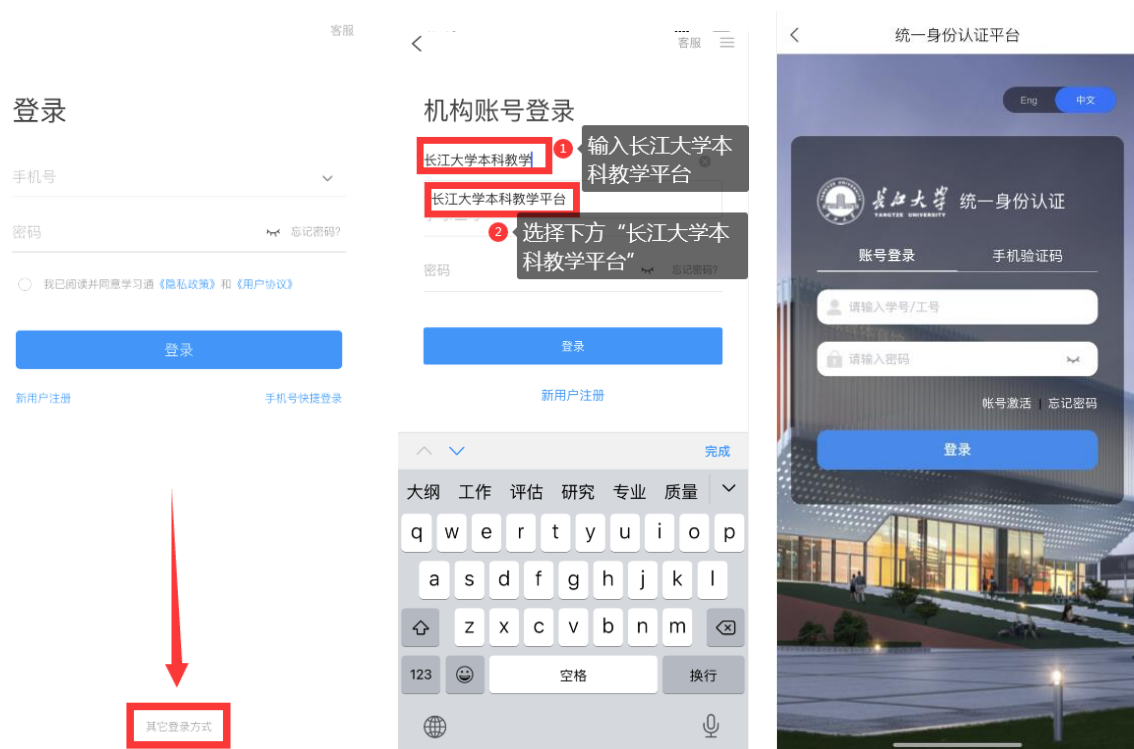 客服
登录
手机号
密码
忘记密码?
我已阅读并同意学习通《隐私政策》和《用户协议》
登录
新用户注册
手机号快捷登录
其它登录方式
客服
机构账号登录
长江大学本科教学
1
输入长江大学本
科教学平台
长江大学本科教学平台
2
选择下方“长江大学本
科教学平台”
密码
忘记密码?
登录
新用户注册
完成
大纲 工作 评估 研究 专业 质量
q w e r t y u i o p
a s d f g h j k l
z x c v b n m
123
空格
换行
统一身份认证平台
Eng 中文
长江大学 统一身份认证
YANGTZE UNIVERSITY
账号登录 手机验证码
请输入学号/工号
请输入密码
帐号激活 | 忘记密码
登录